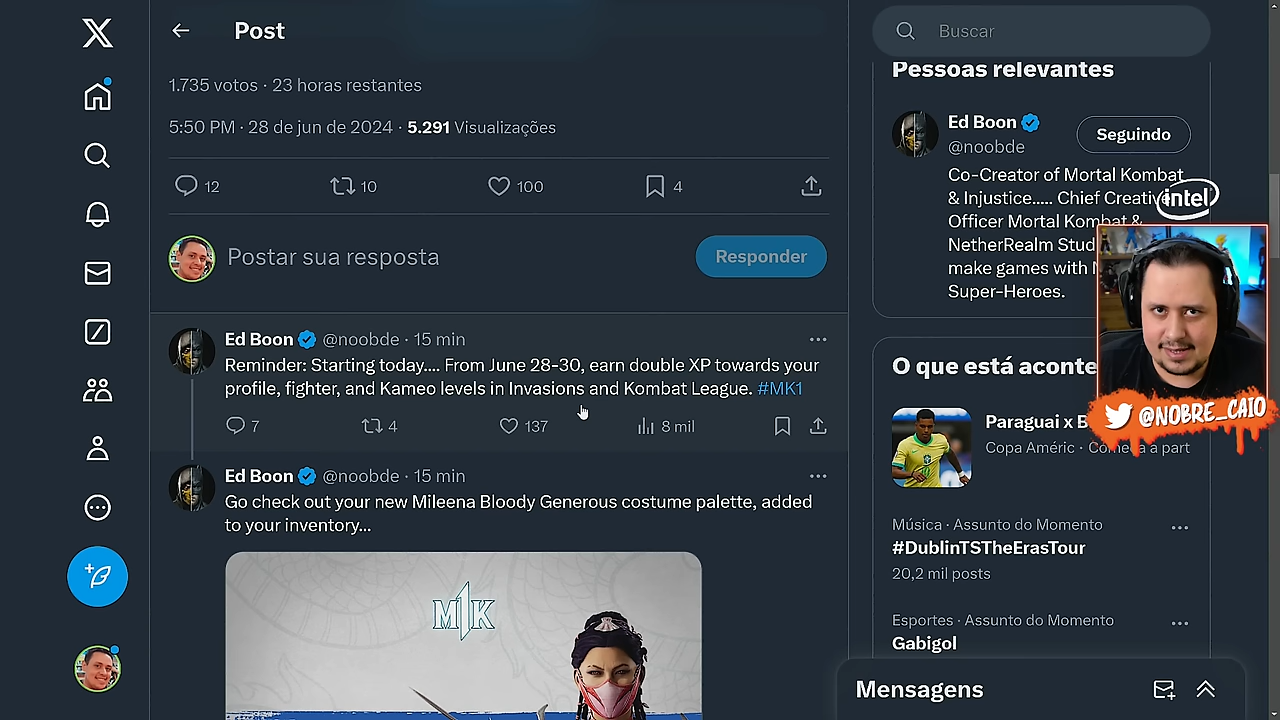 Post
Buscar
1.735 votos · 23 horas restantes
5:50 PM · 28 de jun de 2024 · 5.291 Visualizações
12
10
100
4
Postar sua resposta
Responder
Ed Boon @noobde · 15 min
Reminder: Starting today.... From June 28-30, earn double XP towards your
profile, fighter, and Kameo levels in Invasions and Kombat League. #MK1
7
4
137
8 mil
Ed Boon @noobde · 15 min
Go check out your new Mileena Bloody Generous costume palette, added
to your inventory...
Pessoas relevantes
Ed Boon
@noobde
Seguindo
Co-Creator of Mortal Kombat
& Injustice..... Chief Creative
Officer Mortal Kombat &
NetherRealm Stud
make games with
Super-Heroes.
intel
@NOBRE_CAIO
O que está aconte
Paraguai x B
Copa Améric · Começa a part
Música · Assunto do Momento
#DublinTSTheErasTour
20,2 mil posts
Esportes · Assunto do Momento
Gabigol
Mensagens